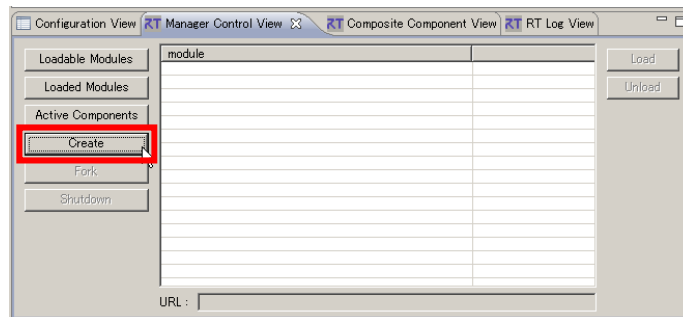 Configuration View RT Manager Control View RT Composite Component View RT RT Log View
Loadable Modules module Load
Loaded Modules Unload
Active Components
Create
Fork
Shutdown
URL :